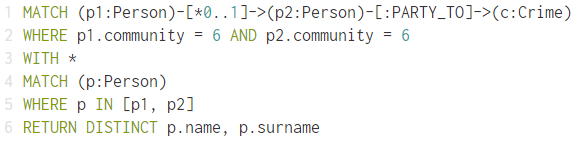 1 MATCH (p1:Person)-[*0..1]->(p2:Person)-[:PARTY_TO]->(c:Crime)
2 WHERE p1.community = 6 AND p2.community = 6
3 WITH *
4 MATCH (p:Person)
5 WHERE p IN [p1, p2]
6 RETURN DISTINCT p.name, p.surname